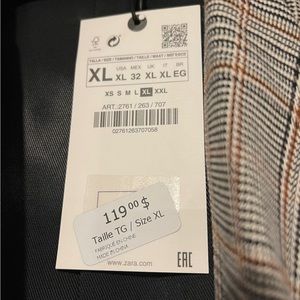 FSC
TALLA / SIZE / TAMANHO / TAILLE / MAAT / MĂRIME
USA MEX UK IT BR
XL XL 32 XL XL EG
XS S M L XL XXL
ART.:2761 / 263 / 707
02761263707058
119 00 $
Taille TG / Size XL
FABRIQUÉ EN CHINE
MADE IN CHINA
www.zara.com
EAC